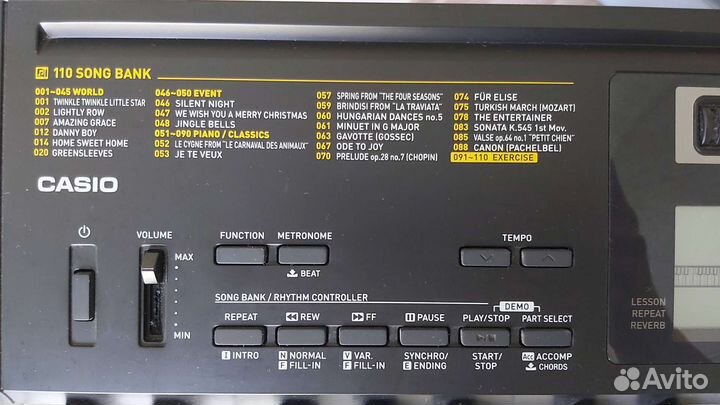 110 SONG BANK
001~045 WORLD
001 TWINKLE TWINKLE LITTLE STAR
002 LIGHTLY ROW
007 AMAZING GRACE
012 DANNY BOY
014 HOME SWEET HOME
020 GREENSLEEVES
046~050 EVENT
046 SILENT NIGHT
047 WE WISH YOU A MERRY CHRISTMAS
048 JINGLE BELLS
051~090 PIANO/CLASSICS
052 LE CYGNE FROM "LE CARNAVAL DES ANIMAUX"
053 JE TE VEUX
057 SPRING FROM "THE FOUR SEASONS"
059 BRINDISI FROM "LA TRAVIATA"
060 HUNGARIAN DANCES no.5
061 MINUET IN G MAJOR
063 GAVOTTE (GOSSEC)
067 ODE TO JOY
070 PRELUDE op.28 no.7 (CHOPIN)
074 FÜR ELISE
075 TURKISH MARCH (MOZART)
078 THE ENTERTAINER
083 SONATA K.545 1st Mov.
085 VALSE op.64 no.1 "PETIT CHIEN"
088 CANON (PACHELBEL)
091~110 EXERCISE
CASIO
VOLUME
MAX
MIN
FUNCTION
METRONOME
BEAT
TEMPO
SONG BANK / RHYTHM CONTROLLER
DEMO
REPEAT
REW
FF
PAUSE
PLAY/STOP
PART SELECT
I INTRO
N NORMAL
F FILL-IN
V VAR.
F FILL-IN
SYNCHRO/
E ENDING
START/
STOP
Acc ACCOMP
CHORDS
LESSON
REPEAT
REVERB
Avito